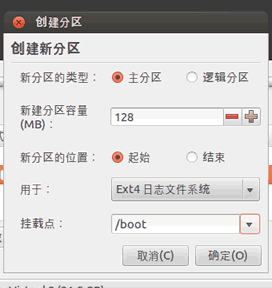 创建分区
创建新分区
新分区的类型： 主分区 逻辑分区
新建分区容量
(MB)： 128
新分区的位置： 起始 结束
用于： Ext4 日志文件系统
挂载点： /boot
取消(C) 确定(O)